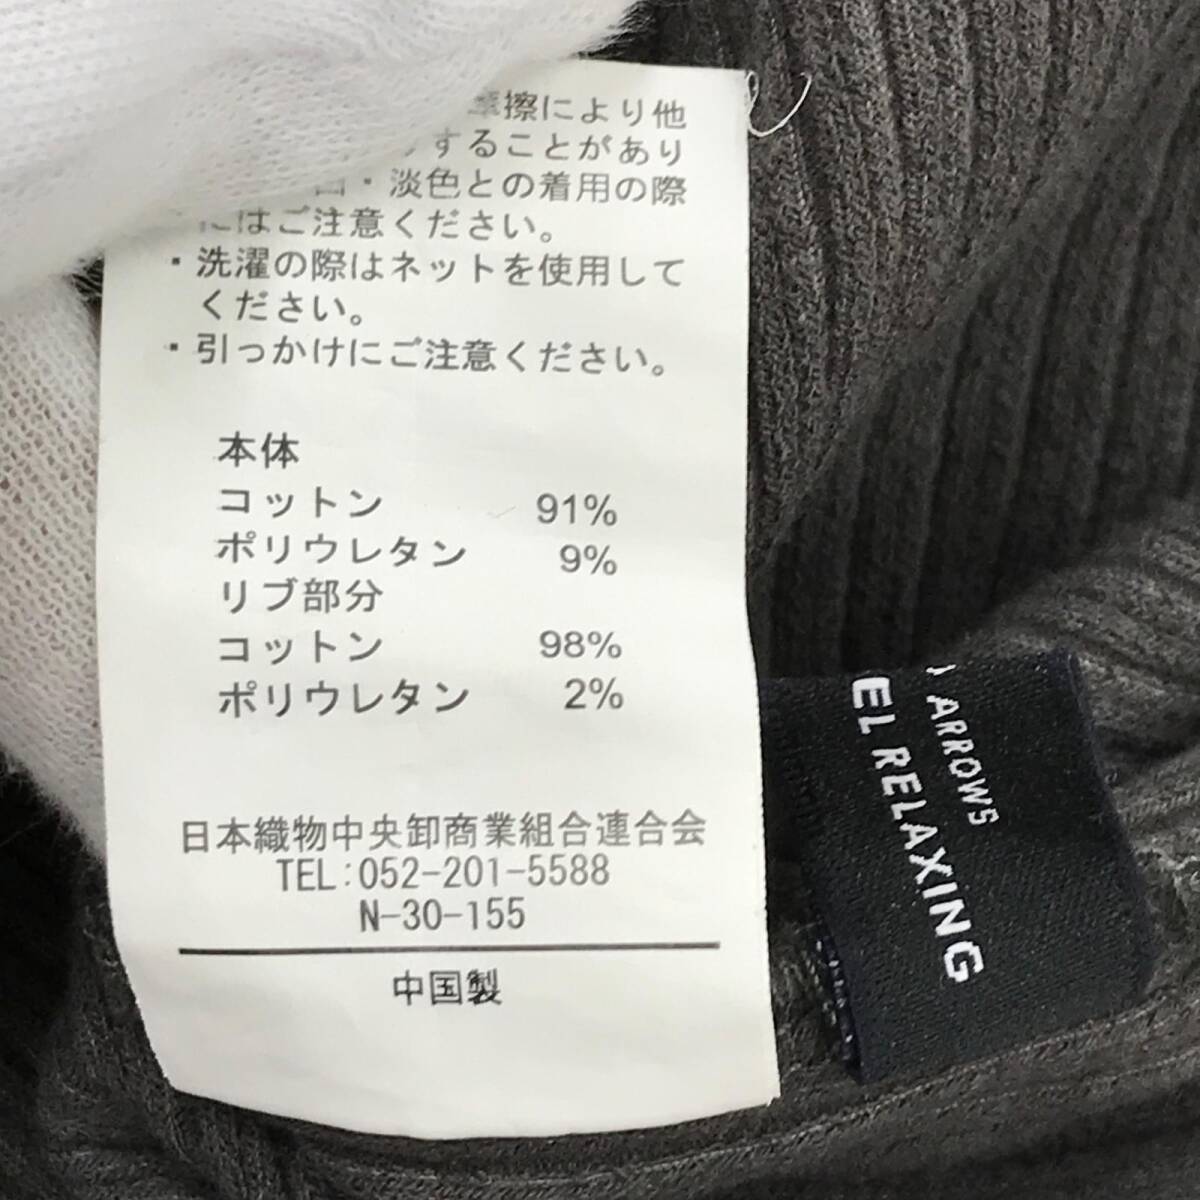 擦により他
することがあり
・淡色との着用の際
にはご注意ください。
・洗濯の際はネットを使用して
ください。
・引っかけにご注意ください。
本体
コットン 91%
ポリウレタン 9%
リブ部分
コットン 98%
ポリウレタン 2%
日本織物中央卸商業組合連合会
TEL:052-201-5588
N-30-155
中国製
ARROWS
EL RELAXING